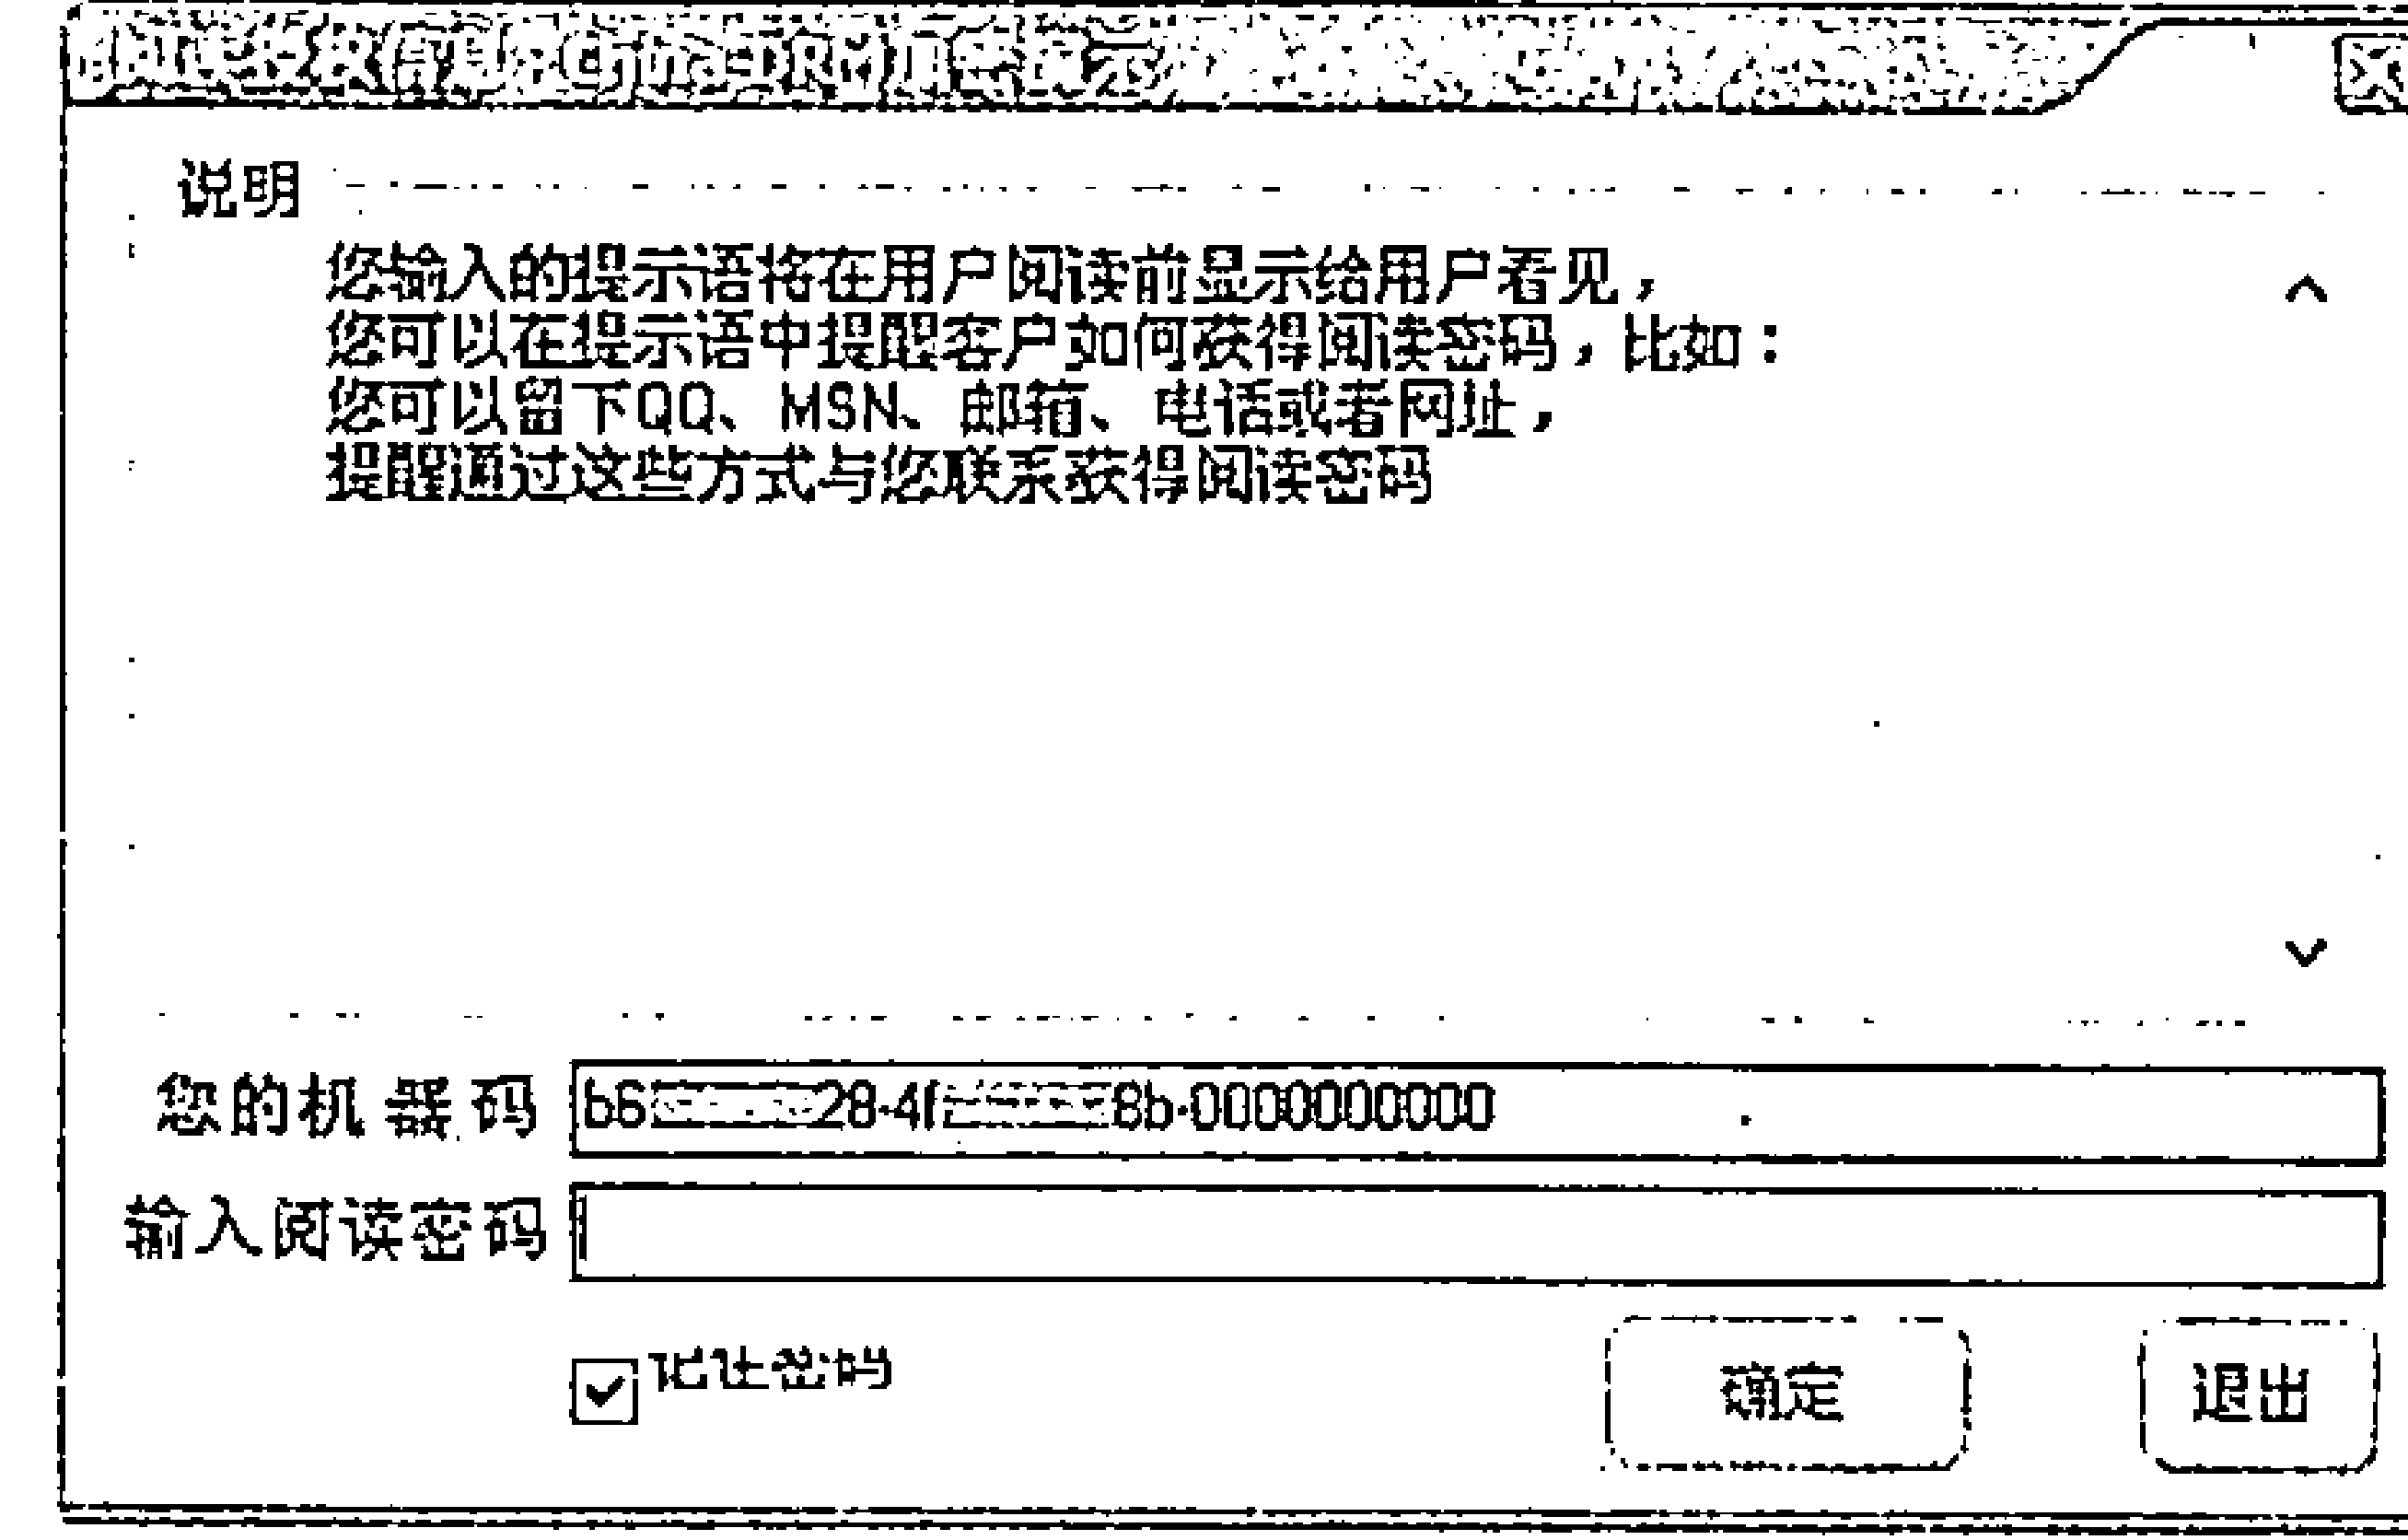 说明
您输入的提示语将在用户阅读前显示给用户看见，
您可以在提示语中提醒客户如何获得阅读密码，比如：
您可以留下QQ、MSN、邮箱、电话或者网址，
提醒通过这些方式与您联系获得阅读密码
您的机器码 b6 28-4f 8b-0000000000
输入阅读密码
记住密码
确定 退出